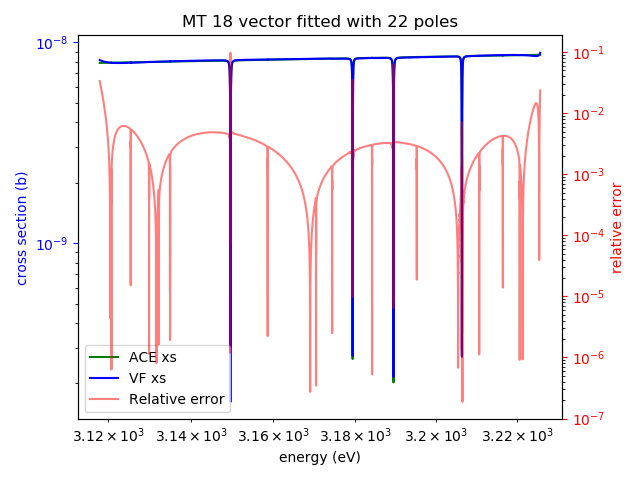 MT 18 vector fitted with 22 poles
cross section (b)
10⁻⁸
10⁻⁹
10⁻¹
10⁻²
10⁻³
10⁻⁴
10⁻⁵
10⁻⁶
10⁻⁷
relative error
ACE xs
VF xs
Relative error
3.12 × 10³ 3.14 × 10³ 3.16 × 10³ 3.18 × 10³ 3.2 × 10³ 3.22 × 10³
energy (eV)